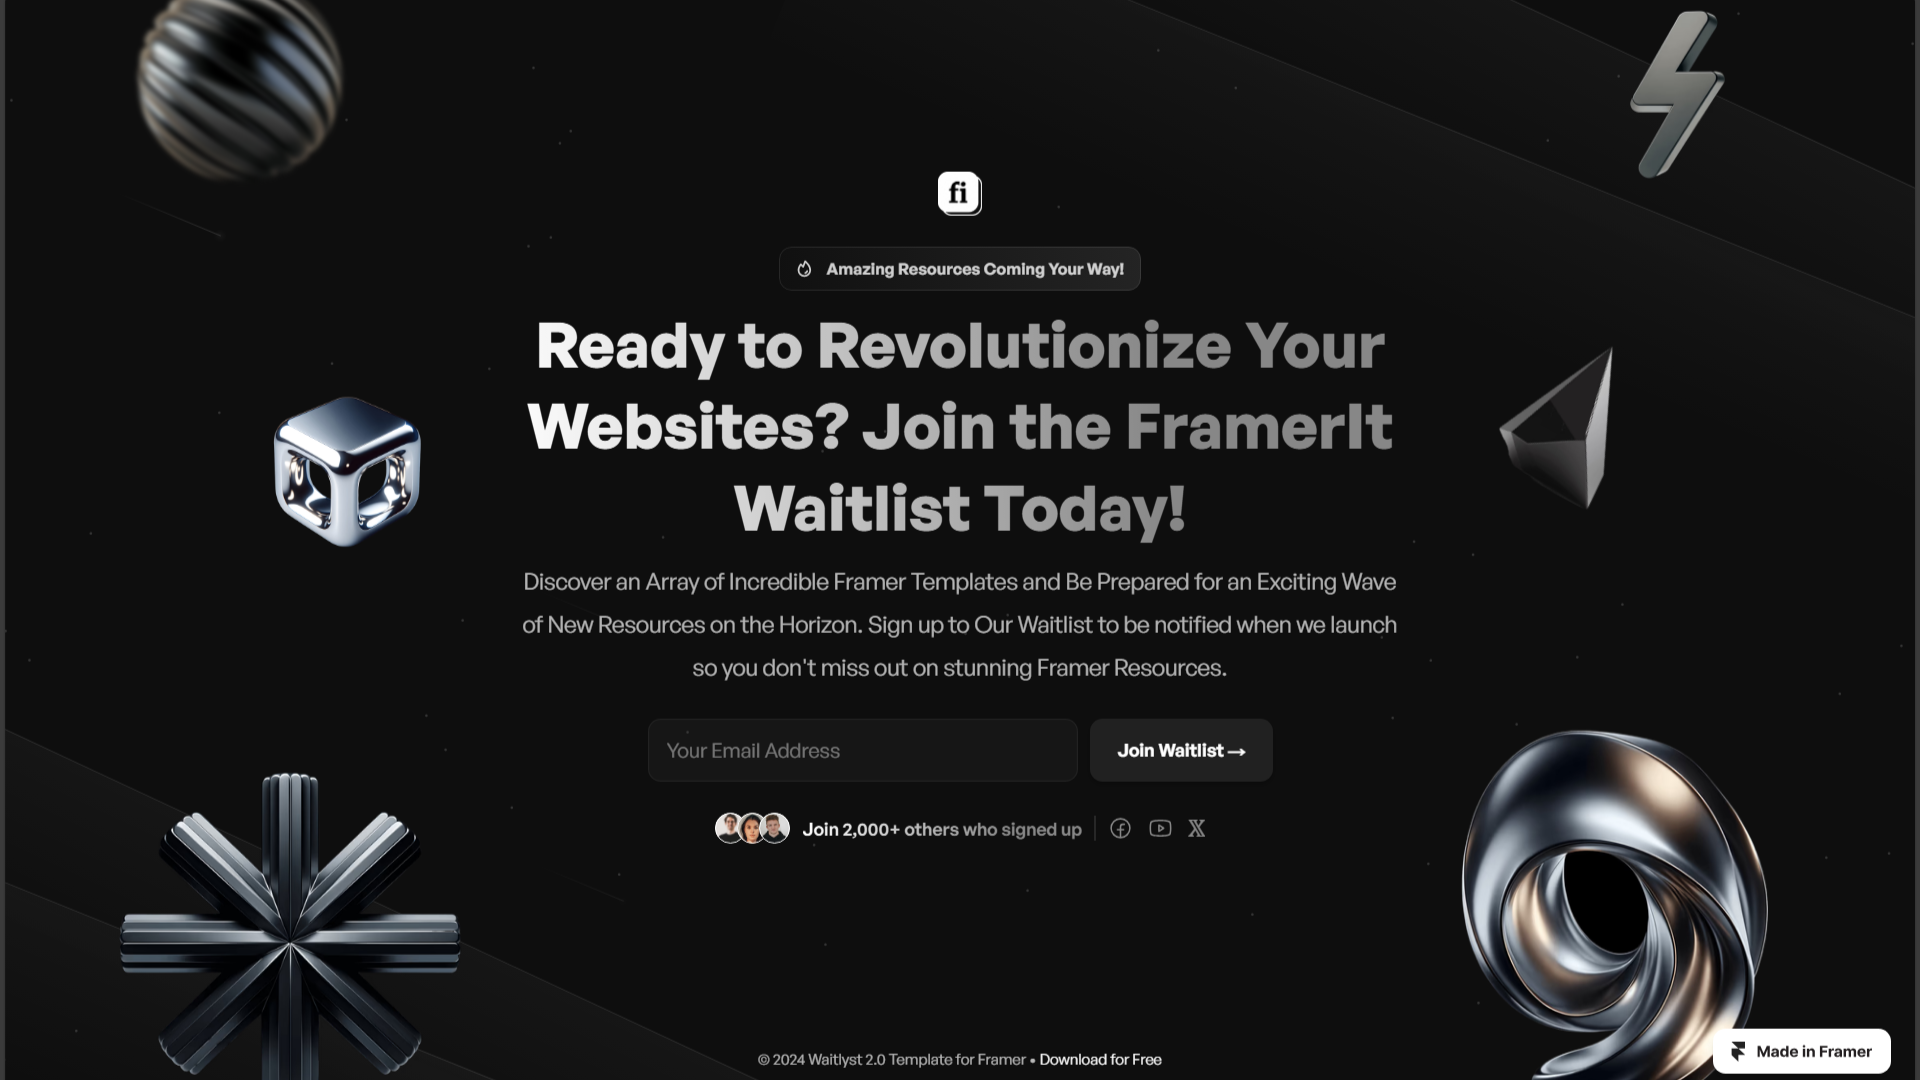 fi
Amazing Resources Coming Your Way!
Ready to Revolutionize Your
Websites? Join the FramerIt
Waitlist Today!
Discover an Array of Incredible Framer Templates and Be Prepared for an Exciting Wave
of New Resources on the Horizon. Sign up to Our Waitlist to be notified when we launch
so you don't miss out on stunning Framer Resources.
Your Email Address
Join Waitlist →
Join 2,000+ others who signed up
© 2024 Waitlyst 2.0 Template for Framer • Download for Free
Made in Framer